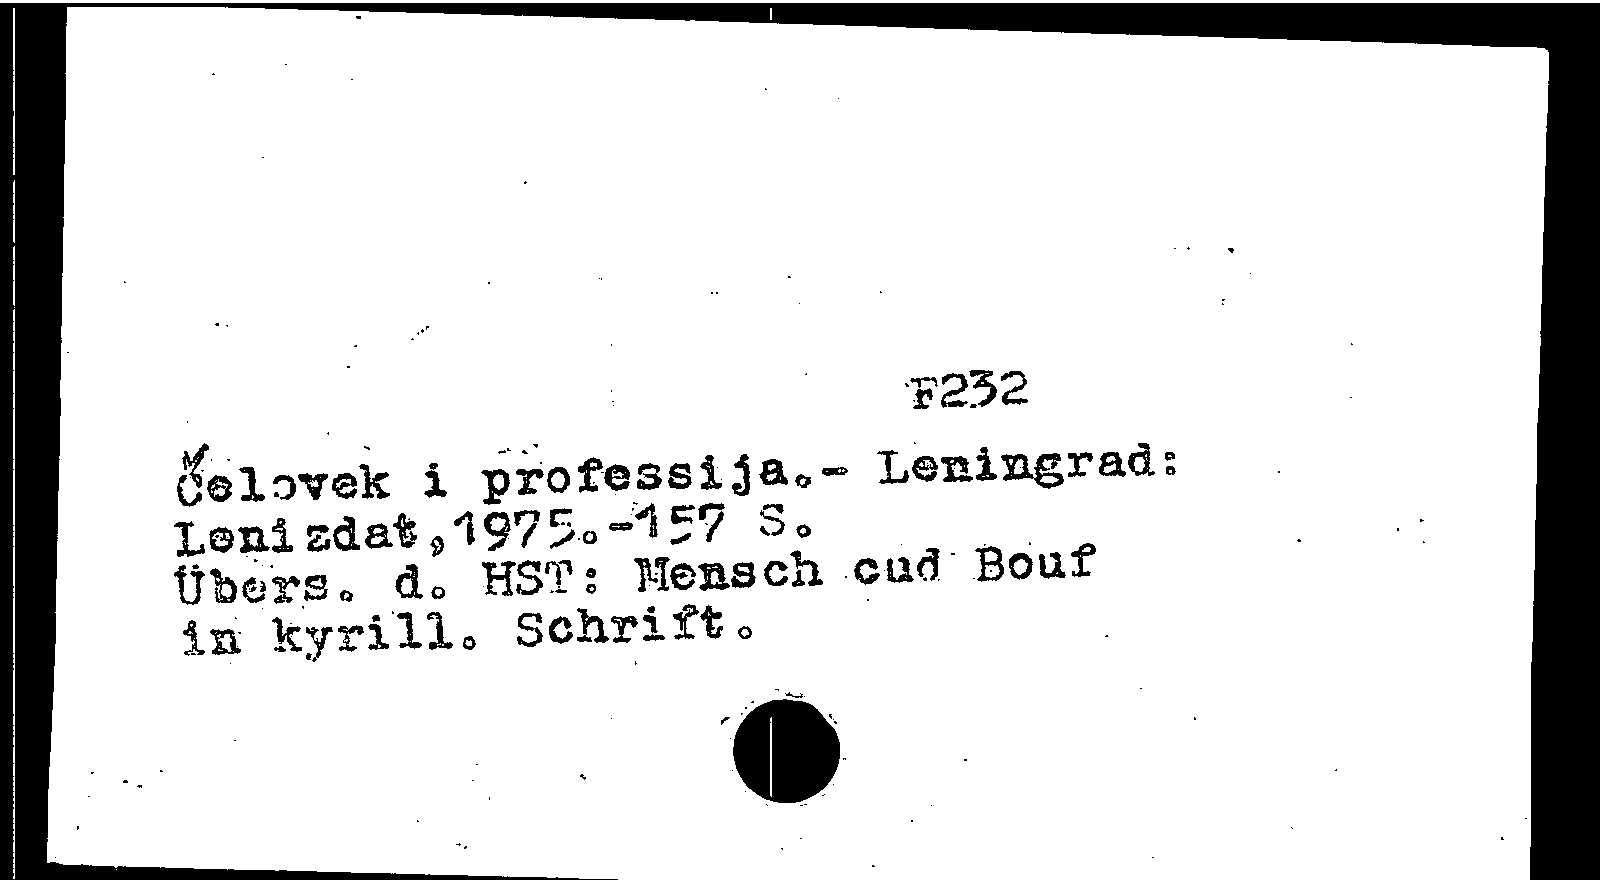 F232
Čelovek i professija.- Leningrad:
Lenizdat,1975.-157 S.
Übers. d. HST: Mensch cud Bouf
in kyrill. Schrift.